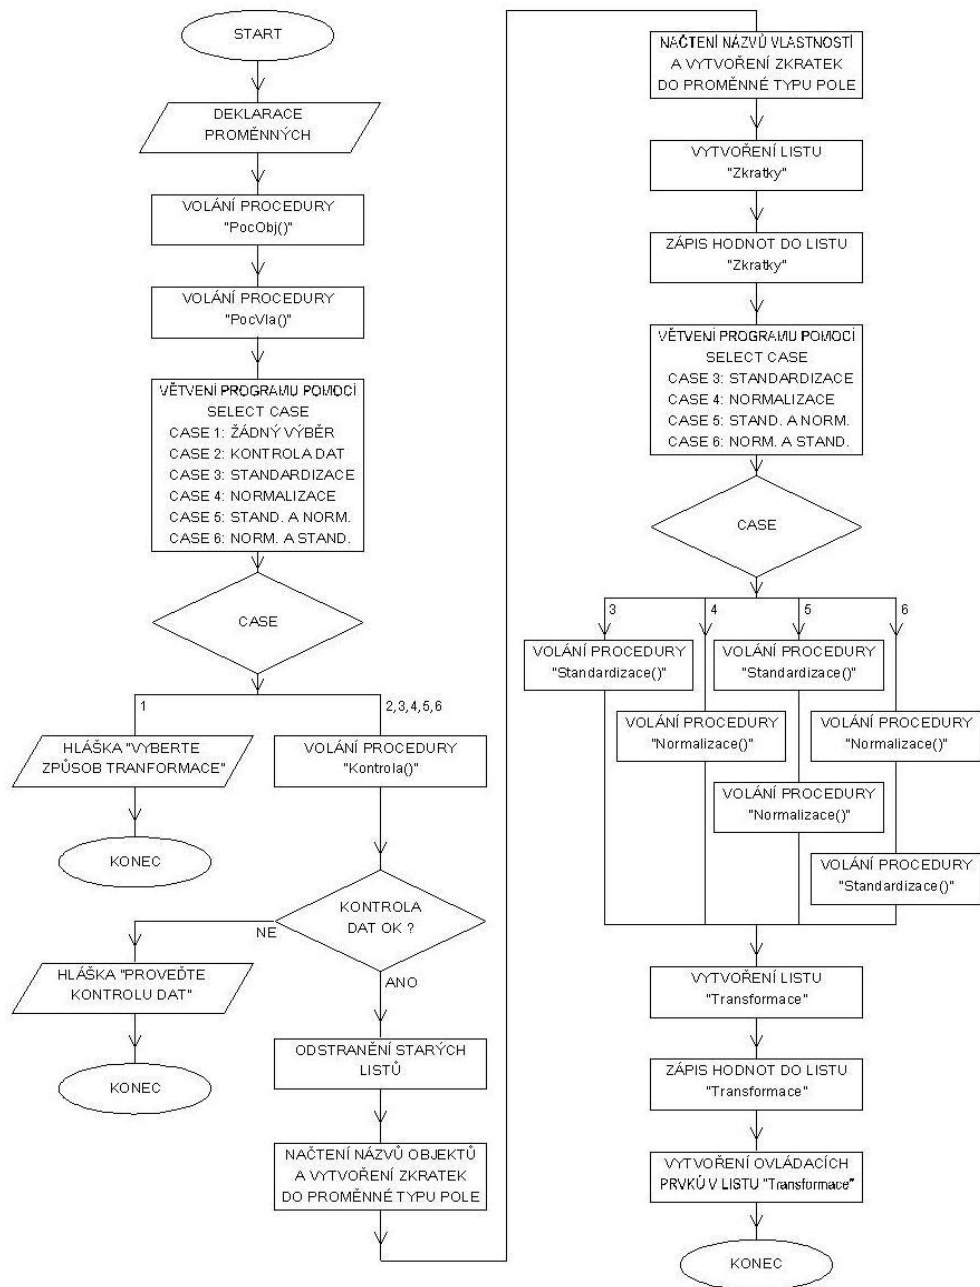 START
DEKLARACE
PROMĚNNÝCH
VOLÁNÍ PROCEDURY
"PocObj()"
VOLÁNÍ PROCEDURY
"PocVla()"
VĚTVENÍ PROGRAMU POMOCÍ
SELECT CASE
CASE 1: ŽÁDNÝ VÝBĚR
CASE 2: KONTROLA DAT
CASE 3: STANDARDIZACE
CASE 4: NORMALIZACE
CASE 5: STAND. A NORM.
CASE 6: NORM. A STAND.
CASE
1
2,3,4,5,6
HLÁŠKA "VYBERTE
ZPŮSOB TRANFORMACE"
KONEC
VOLÁNÍ PROCEDURY
"Kontrola()"
KONTROLA
DAT OK ?
NE
HLÁŠKA "PROVEĎTE
KONTROLU DAT"
KONEC
ANO
ODSTRANĚNÍ STARÝCH
LISTŮ
NAČTENÍ NÁZVŮ OBJEKTŮ
A VYTVOŘENÍ ZKRATEK
DO PROMĚNNÉ TYPU POLE
NAČTENÍ NÁZVŮ VLASTNOSTÍ
A VYTVOŘENÍ ZKRATEK
DO PROMĚNNÉ TYPU POLE
VYTVOŘENÍ LISTU
"Zkratky"
ZÁPIS HODNOT DO LISTU
"Zkratky"
VĚTVENÍ PROGRAMU POMOCÍ
SELECT CASE
CASE 3: STANDARDIZACE
CASE 4: NORMALIZACE
CASE 5: STAND. A NORM.
CASE 6: NORM. A STAND.
CASE
3
4
5
6
VOLÁNÍ PROCEDURY
"Standardizace()"
VOLÁNÍ PROCEDURY
"Normalizace()"
VOLÁNÍ PROCEDURY
"Standardizace()"
VOLÁNÍ PROCEDURY
"Normalizace()"
VOLÁNÍ PROCEDURY
"Normalizace()"
VOLÁNÍ PROCEDURY
"Standardizace()"
VYTVOŘENÍ LISTU
"Transformace"
ZÁPIS HODNOT DO LISTU
"Transformace"
VYTVOŘENÍ OVLÁDACÍCH
PRVKŮ V LISTU "Transformace"
KONEC